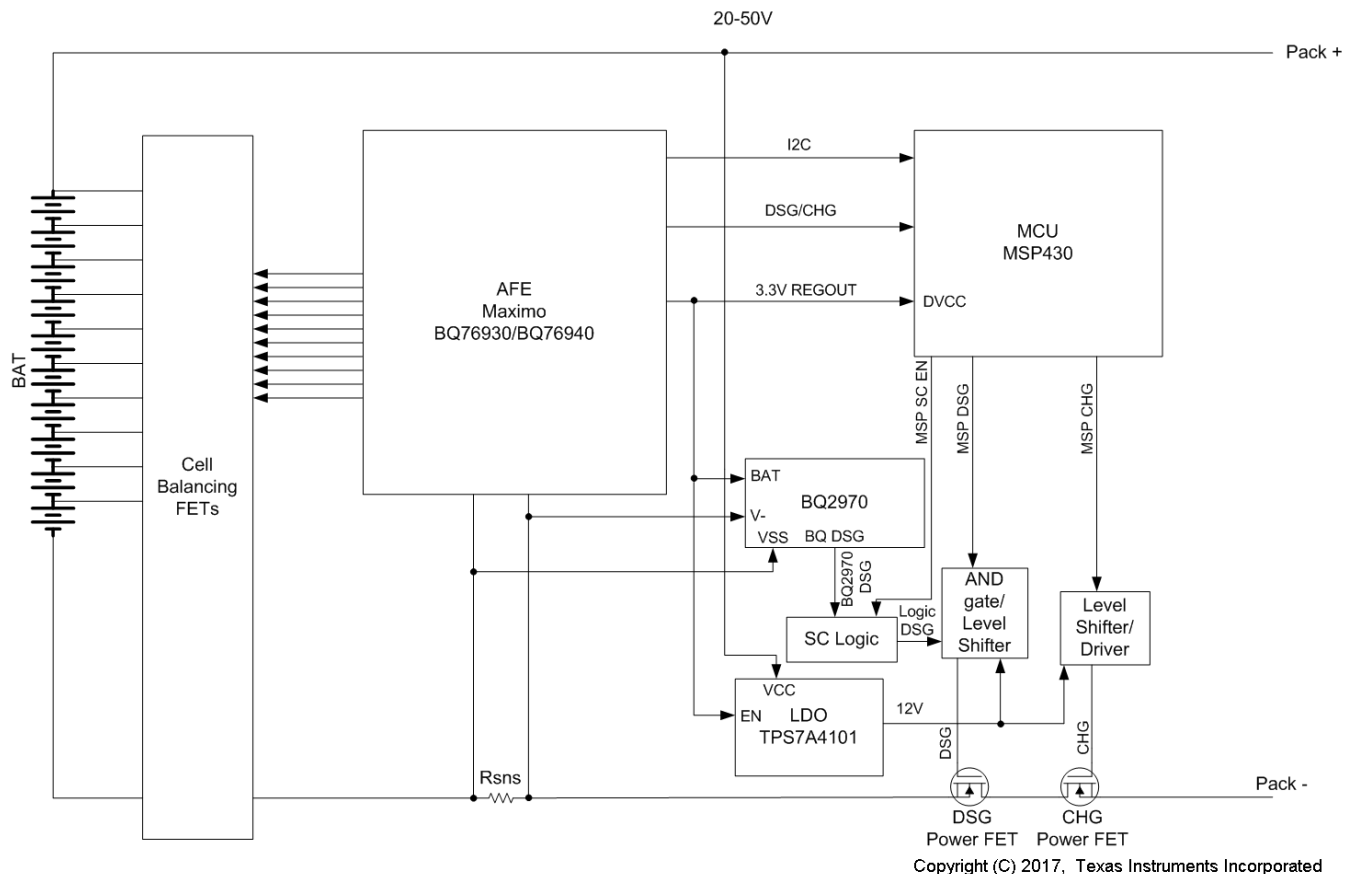 20-50V
Pack +
I2C
DSG/CHG
3.3V REGOUT
DVCC
MCU
MSP430
AFE
Maximo
BQ76930/BQ76940
BAT
Cell
Balancing
FETs
MSP SC EN
MSP DSG
MSP CHG
BAT
V-
VSS
BQ DSG
BQ2970
BQ2970
DSG
SC Logic
Logic
DSG
AND
gate/
Level
Shifter
Level
Shifter/
Driver
VCC
EN
LDO
TPS7A4101
12V
DSG
CHG
Rsns
Pack -
DSG
Power FET
CHG
Power FET
Copyright (C) 2017, Texas Instruments Incorporated